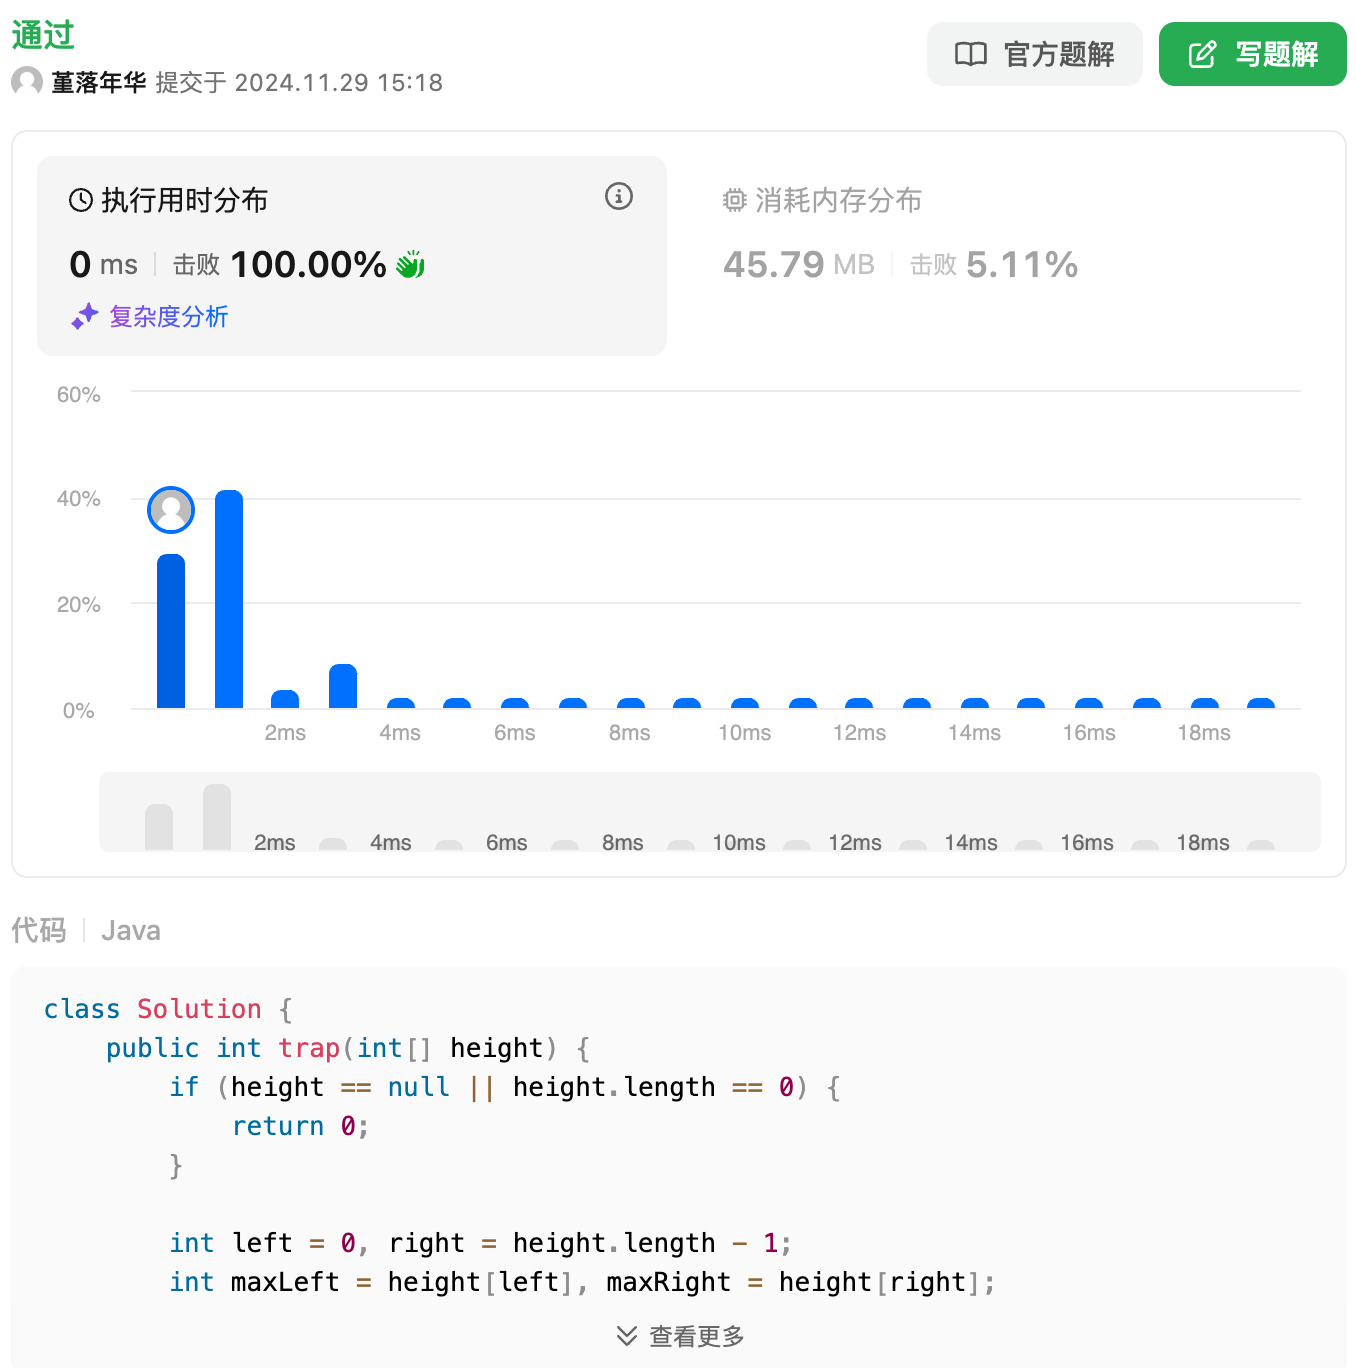 通过
堇落年华 提交于 2024.11.29 15:18
官方题解
写题解
执行用时分布
0 ms 击败 100.00%
复杂度分析
消耗内存分布
45.79 MB 击败 5.11%
60%
40%
20%
0%
2ms 4ms 6ms 8ms 10ms 12ms 14ms 16ms 18ms
2ms 4ms 6ms 8ms 10ms 12ms 14ms 16ms 18ms
代码 Java
class Solution {
    public int trap(int[] height) {
        if (height == null || height.length == 0) {
            return 0;
        }
        int left = 0, right = height.length - 1;
        int maxLeft = height[left], maxRight = height[right];
查看更多